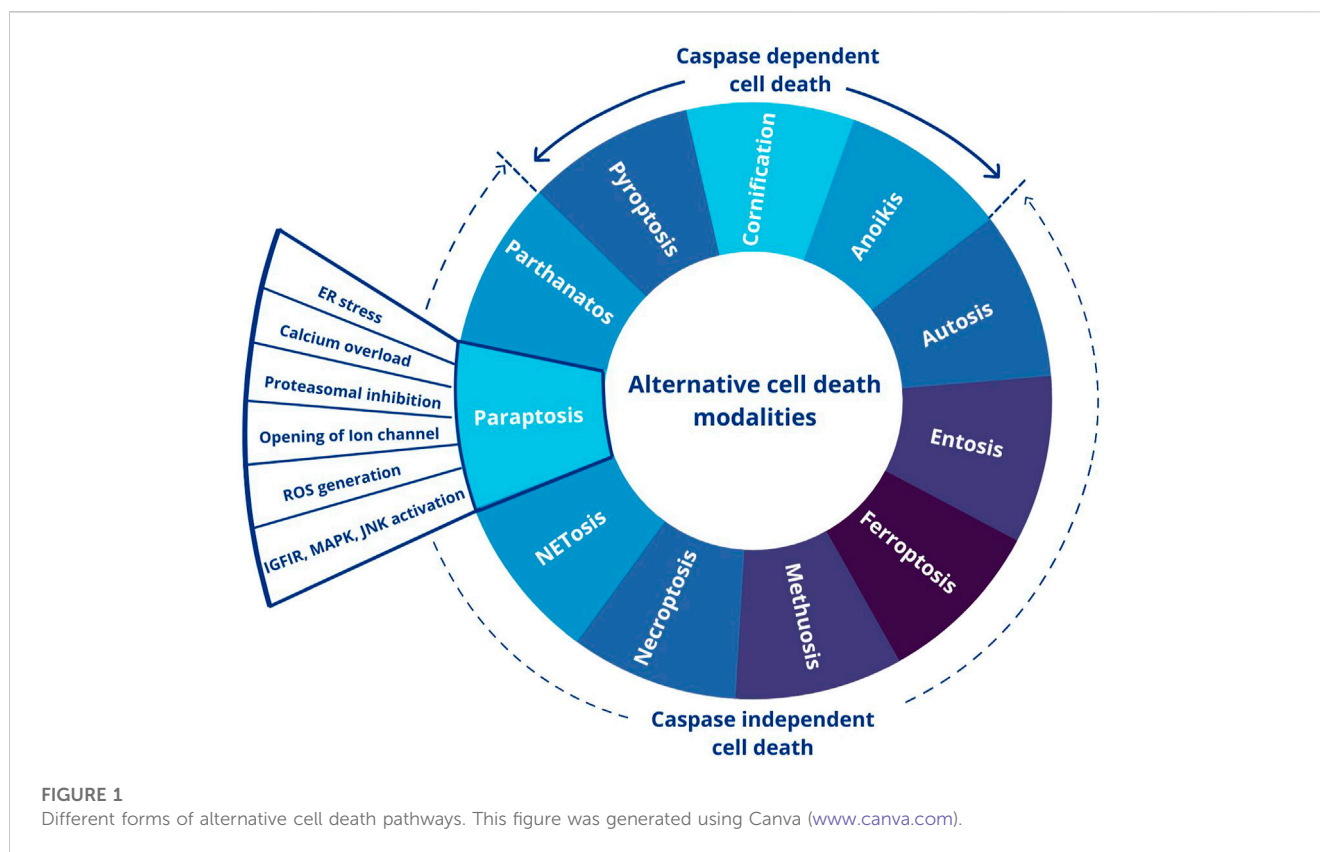 Caspase dependent
cell death
Cornification
Pyroptosis
Anoikis
Parthanatos
Autosis
ER stress
Calcium overload
Proteasomal inhibition
Opening of Ion channel
ROS generation
IGFIR, MAPK, JNK activation
Paraptosis
Alternative cell death
modalities
Entosis
NETosis
Ferroptosis
Necroptosis
Methuosis
Caspase independent
cell death
FIGURE 1
Different forms of alternative cell death pathways. This figure was generated using Canva (www.canva.com).